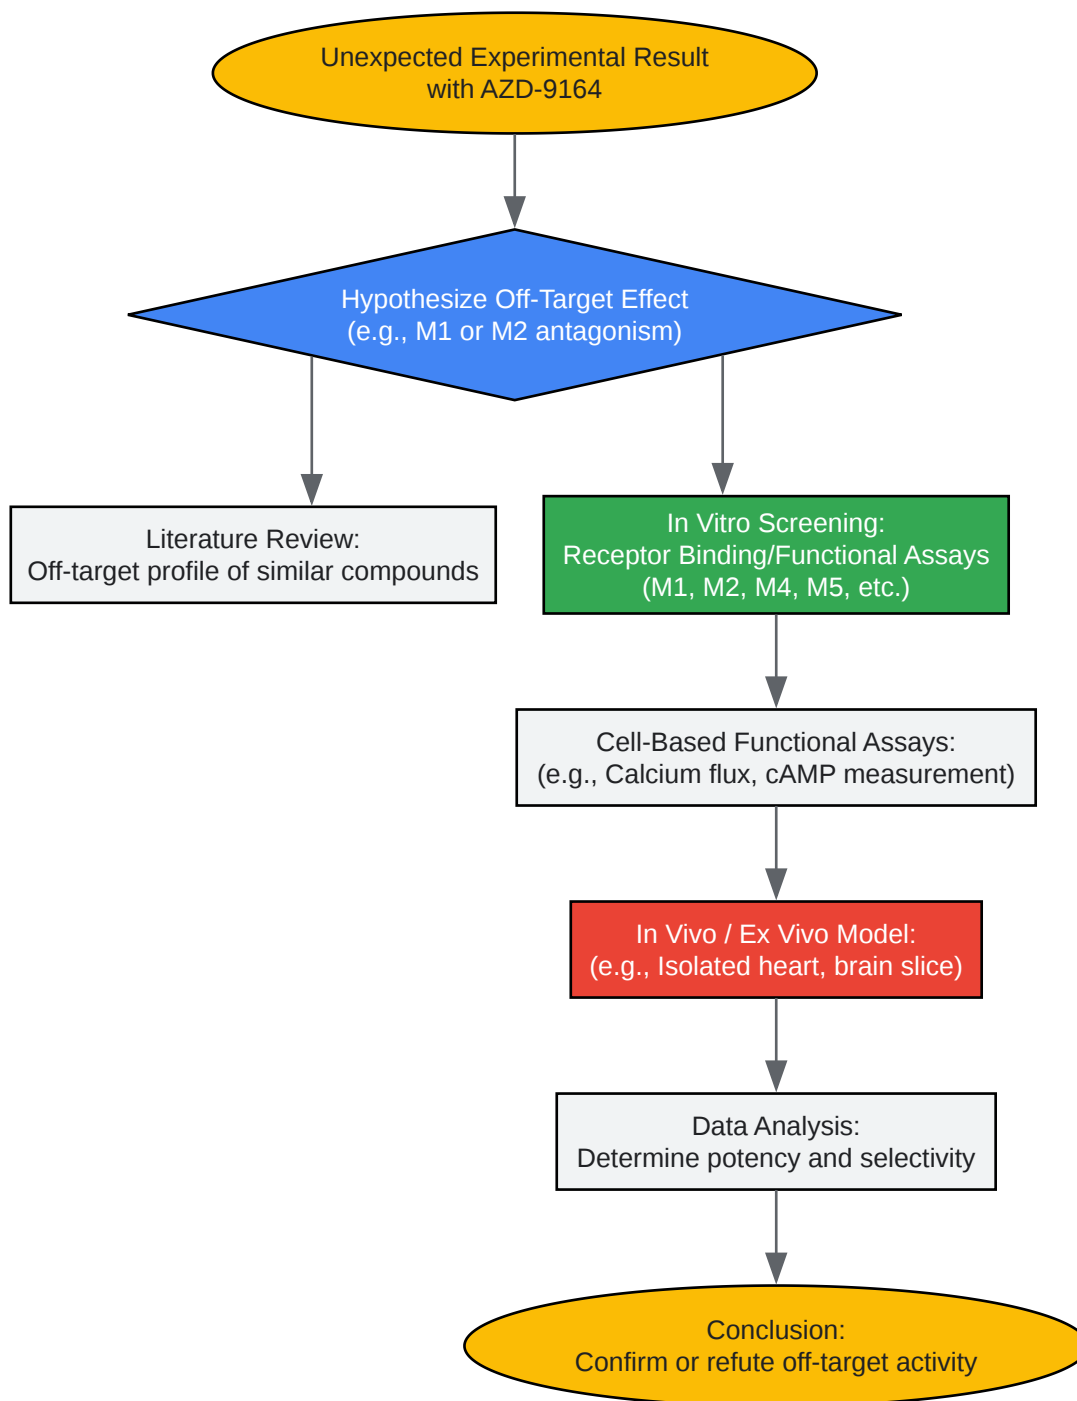 Unexpected Experimental Result
with AZD-9164
Hypothesize Off-Target Effect
(e.g., M1 or M2 antagonism)
Literature Review:
Off-target profile of similar compounds
In Vitro Screening:
Receptor Binding/Functional Assays
(M1, M2, M4, M5, etc.)
Cell-Based Functional Assays:
(e.g., Calcium flux, cAMP measurement)
In Vivo / Ex Vivo Model:
(e.g., Isolated heart, brain slice)
Data Analysis:
Determine potency and selectivity
Conclusion:
Confirm or refute off-target activity